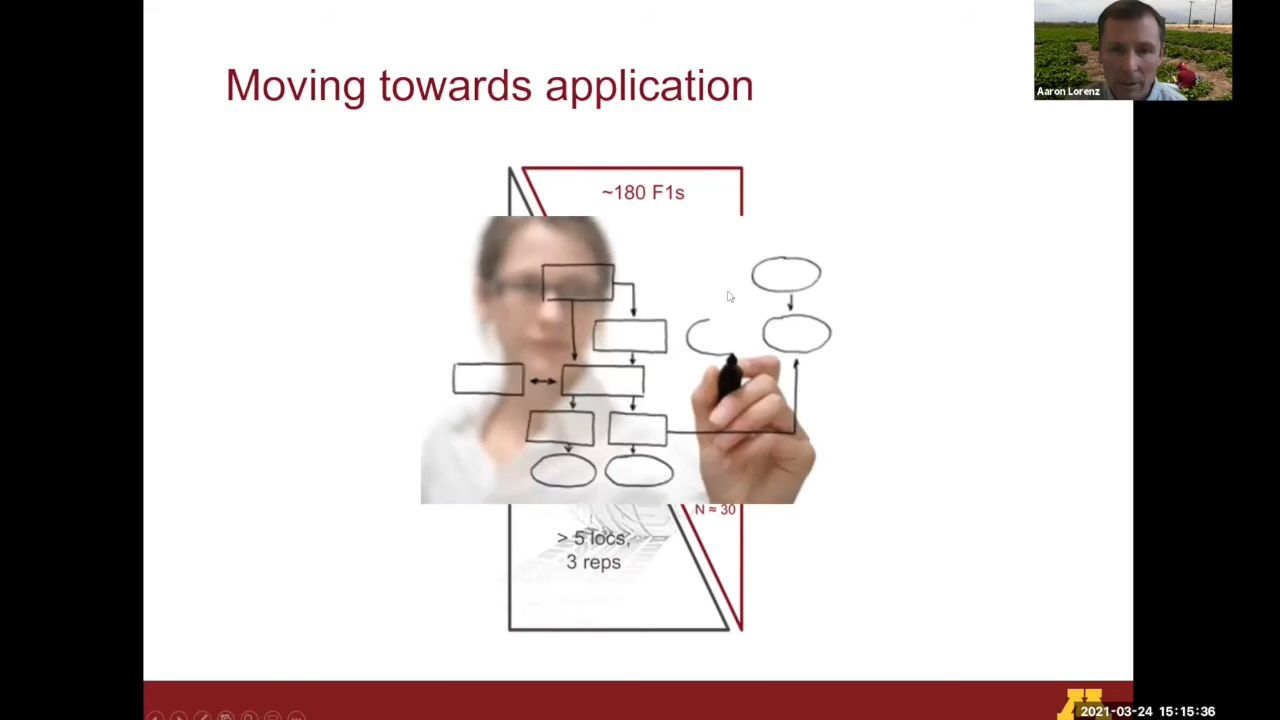 Moving towards application
Aaron Lorenz
~180 F1s
N ≈ 30
> 5 locs,
3 reps
2021-03-24 15:15:36